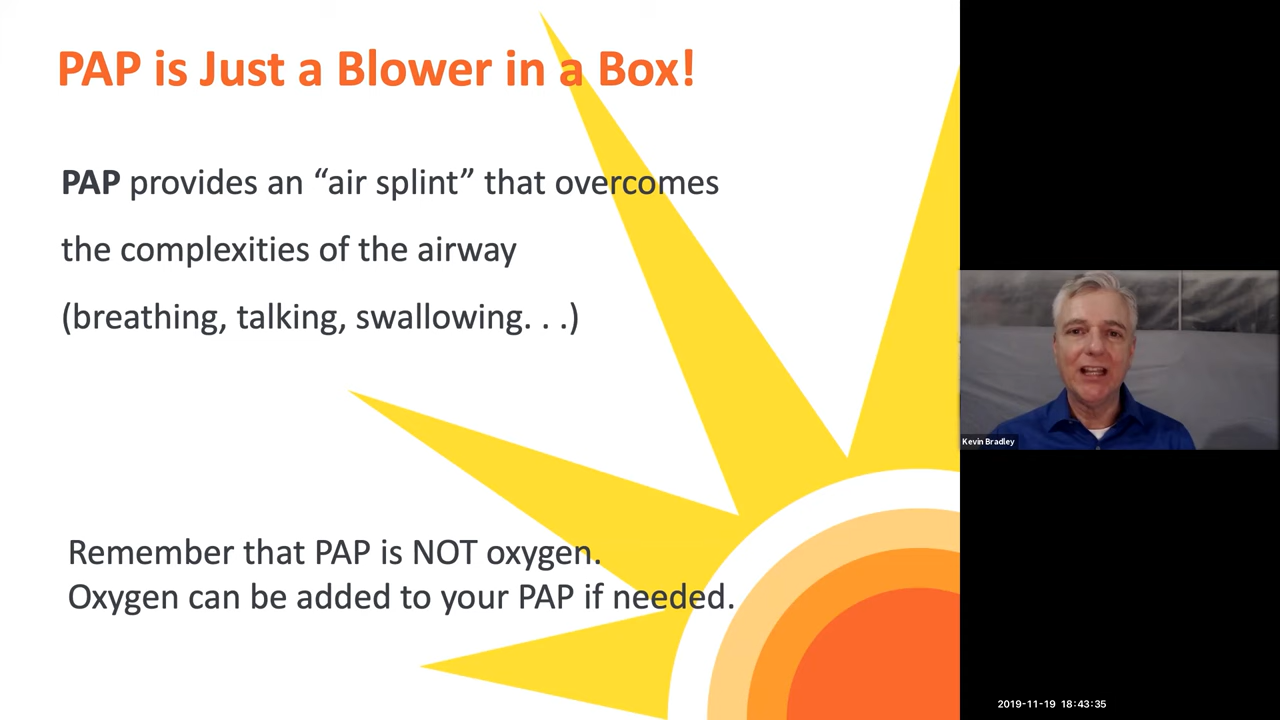 PAP is Just a Blower in a Box!
PAP provides an “air splint” that overcomes
the complexities of the airway
(breathing, talking, swallowing. . .)
Kevin Bradley
Remember that PAP is NOT oxygen.
Oxygen can be added to your PAP if needed.
2019-11-19 18:43:35